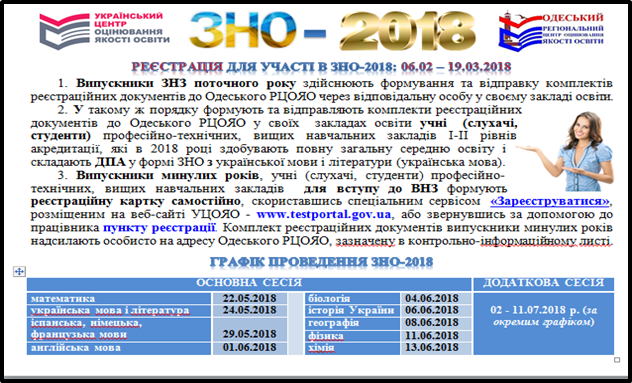 УКРАЇНСЬКИЙ
ЦЕНТР
ОЦІНЮВАННЯ
ЯКОСТІ ОСВІТИ
ЗНО - 2018
ОДЕСЬКИЙ
РЕГІОНАЛЬНИЙ
ЦЕНТР ОЦІНЮВАННЯ
ЯКОСТІ ОСВІТИ
РЕЄСТРАЦІЯ ДЛЯ УЧАСТІ В ЗНО-2018: 06.02 – 19.03.2018
1. Випускники ЗНЗ поточного року здійснюють формування та відправку комплектів
реєстраційних документів до Одеського РЦОЯО через відповідальну особу у своєму закладі освіти.
2. У такому ж порядку формують та відправляють комплекти реєстраційних
документів до Одеського РЦОЯО у своїх закладах освіти учні (слухачі,
студенти) професійно-технічних, вищих навчальних закладів І-ІІ рівнів
акредитації, які в 2018 році здобувають повну загальну середню освіту і
складають ДПА у формі ЗНО з української мови і літератури (українська мова).
3. Випускники минулих років, учні (слухачі, студенти) професійно-
технічних, вищих навчальних закладів для вступу до ВНЗ формують
реєстраційну картку самостійно, скориставшись спеціальним сервісом «Зареєструватися»,
розміщеним на веб-сайті УЦОЯО - www.testportal.gov.ua, або звернувшись за допомогою до
працівника пункту реєстрації. Комплект реєстраційних документів випускники минулих років
надсилають особисто на адресу Одеського РЦОЯО, зазначену в контрольно-інформаційному листі.
ГРАФІК ПРОВЕДЕННЯ ЗНО-2018
ОСНОВНА СЕСІЯ ДОДАТКОВА СЕСІЯ
математика 22.05.2018 біологія 04.06.2018
українська мова і література 24.05.2018 історія України 06.06.2018
іспанська, німецька,
французька мови 29.05.2018 географія 08.06.2018
фізика 11.06.2018
англійська мова 01.06.2018 хімія 13.06.2018
02 - 11.07.2018 р. (за
окремим графіком)